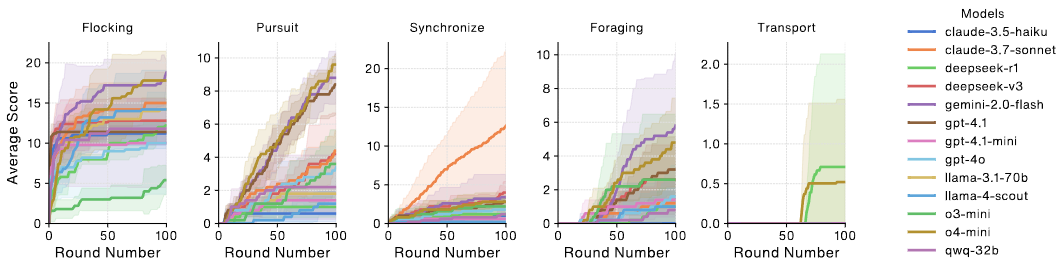 Flocking
Pursuit
Synchronize
Foraging
Transport
Average Score
0
5
10
15
20
0 50 100
Round Number
0
2
4
6
8
10
0 50 100
Round Number
0
5
10
15
20
0 50 100
Round Number
0
2
4
6
8
10
0 50 100
Round Number
0.0
0.5
1.0
1.5
2.0
0 50 100
Round Number
Models
claude-3.5-haiku
claude-3.7-sonnet
deepseek-r1
deepseek-v3
gemini-2.0-flash
gpt-4.1
gpt-4.1-mini
gpt-4o
llama-3.1-70b
llama-4-scout
o3-mini
o4-mini
qwq-32b